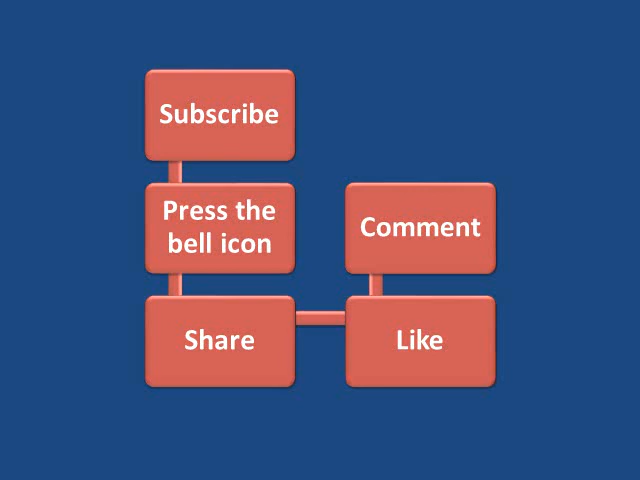 Subscribe
Press the
bell icon
Share
Like
Comment